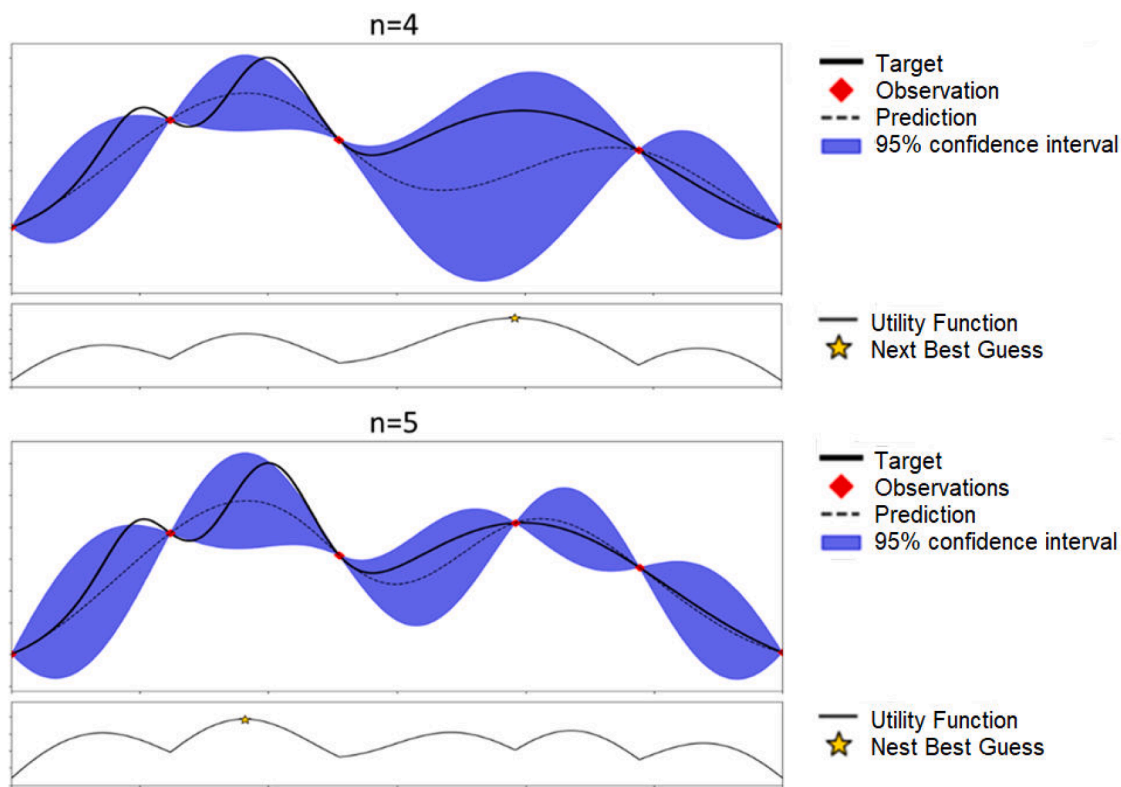 n=4
Target
Observation
Prediction
95% confidence interval
Utility Function
Next Best Guess
n=5
Target
Observations
Prediction
95% confidence interval
Utility Function
Nest Best Guess